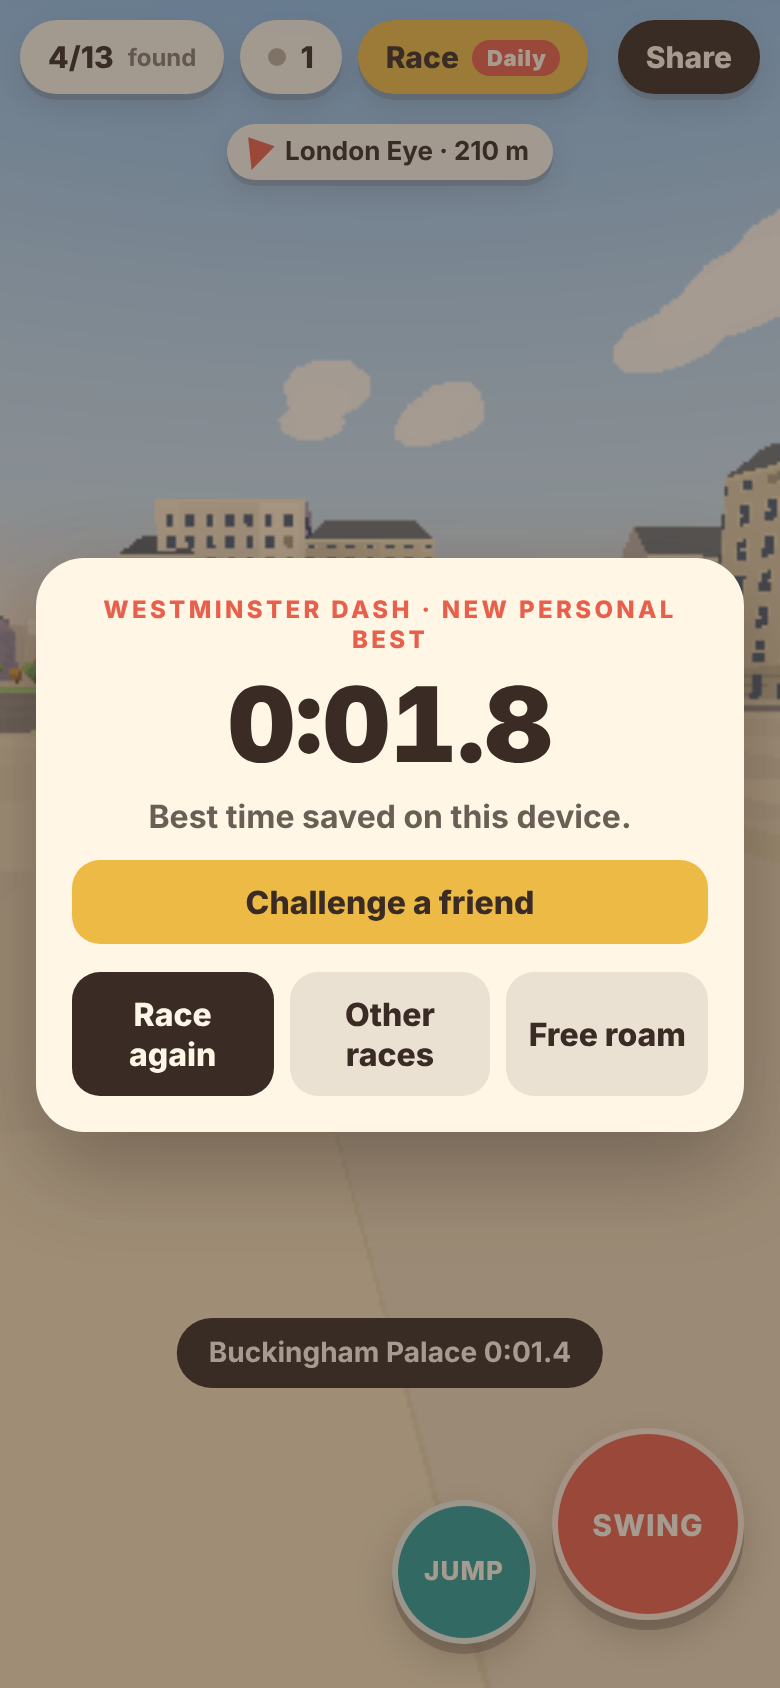 4/13 found
1
Race Daily
Share
London Eye · 210 m
WESTMINSTER DASH · NEW PERSONAL
BEST
0:01.8
Best time saved on this device.
Challenge a friend
Race
again
Other
races
Free roam
Buckingham Palace 0:01.4
SWING
JUMP